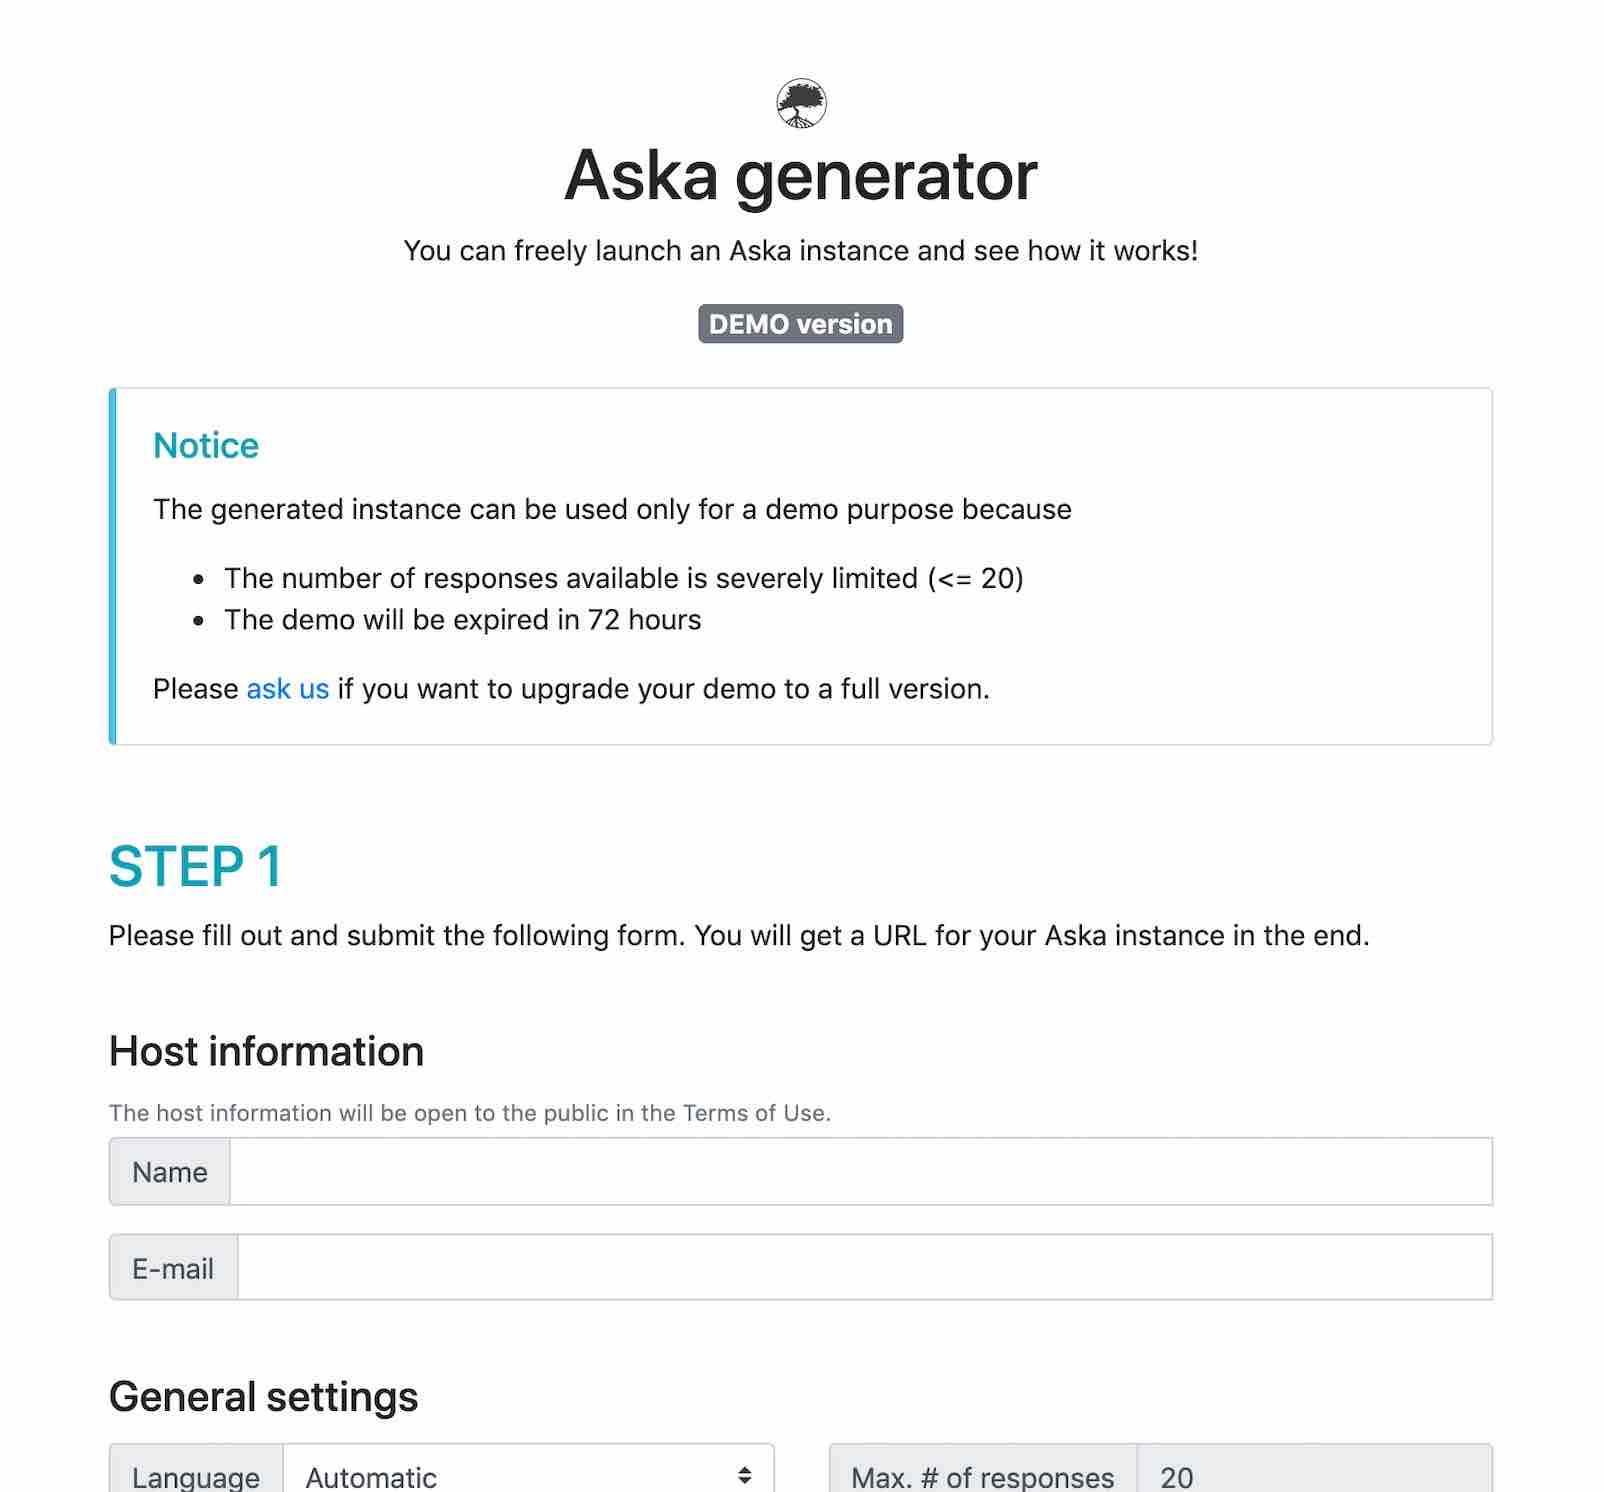 Aska generator
You can freely launch an Aska instance and see how it works!
DEMO version
Notice
The generated instance can be used only for a demo purpose because
• The number of responses available is severely limited (<= 20)
• The demo will be expired in 72 hours
Please ask us if you want to upgrade your demo to a full version.
STEP 1
Please fill out and submit the following form. You will get a URL for your Aska instance in the end.
Host information
The host information will be open to the public in the Terms of Use.
Name
E-mail
General settings
Language Automatic Max. # of responses 20